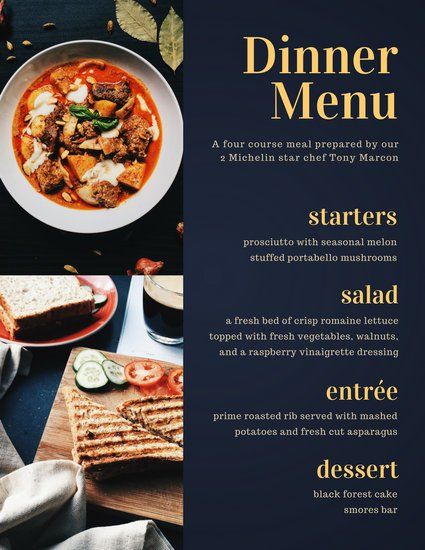 Dinner
Menu
A four course meal prepared by our
2 Michelin star chef Tony Marcon
starters
prosciutto with seasonal melon
stuffed portabello mushrooms
salad
a fresh bed of crisp romaine lettuce
topped with fresh vegetables, walnuts,
and a raspberry vinaigrette dressing
entrée
prime roasted rib served with mashed
potatoes and fresh cut asparagus
dessert
black forest cake
smores bar